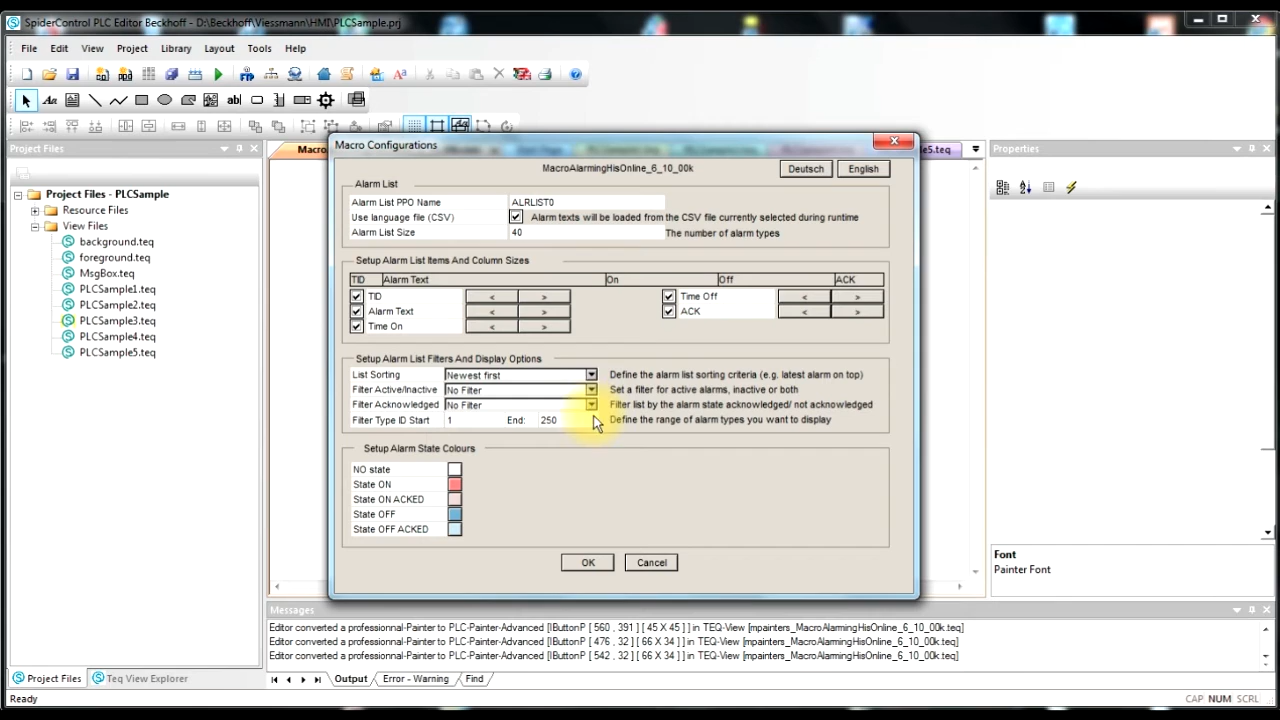 SpiderControl PLC Editor Beckhoff - D:\Beckhoff\Viessmann\HMI\PLCSample.prj
File Edit View Project Library Layout Tools Help
Project Files
Project Files - PLCSample
Resource Files
View Files
background.teq
foreground.teq
MsgBox.teq
PLCSample1.teq
PLCSample2.teq
PLCSample3.teq
PLCSample4.teq
PLCSample5.teq
Project Files Teq View Explorer
Macro Configurations
MacroAlarmingHisOnline_6_10_00k Deutsch English
Alarm List
Alarm List PPO Name ALRLIST0
Use language file (CSV) Alarm texts will be loaded from the CSV file currently selected during runtime
Alarm List Size 40 The number of alarm types
Setup Alarm List Items And Column Sizes
TID Alarm Text On Off ACK
TID < > Time Off < >
Alarm Text < > ACK < >
Time On < >
Setup Alarm List Filters And Display Options
List Sorting Newest first Define the alarm list sorting criteria (e.g. latest alarm on top)
Filter Active/Inactive No Filter Set a filter for active alarms, inactive or both
Filter Acknowledged No Filter Filter list by the alarm state acknowledged/ not acknowledged
Filter Type ID Start 1 End: 250 Define the range of alarm types you want to display
Setup Alarm State Colours
NO state
State ON
State ON ACKED
State OFF
State OFF ACKED
OK Cancel
Properties
Font
Painter Font
Messages
Editor converted a professionnal-Painter to PLC-Painter-Advanced [IButtonP [ 560 , 391 ] [ 45 X 45 ] ] in TEQ-View [mpainters_MacroAlarmingHisOnline_6_10_00k.teq]
Editor converted a professionnal-Painter to PLC-Painter-Advanced [IButtonP [ 476 , 32 ] [ 66 X 34 ] ] in TEQ-View [mpainters_MacroAlarmingHisOnline_6_10_00k.teq]
Editor converted a professionnal-Painter to PLC-Painter-Advanced [IButtonP [ 542 , 32 ] [ 66 X 34 ] ] in TEQ-View [mpainters_MacroAlarmingHisOnline_6_10_00k.teq]
Output Error - Warning Find
Ready CAP NUM SCRL